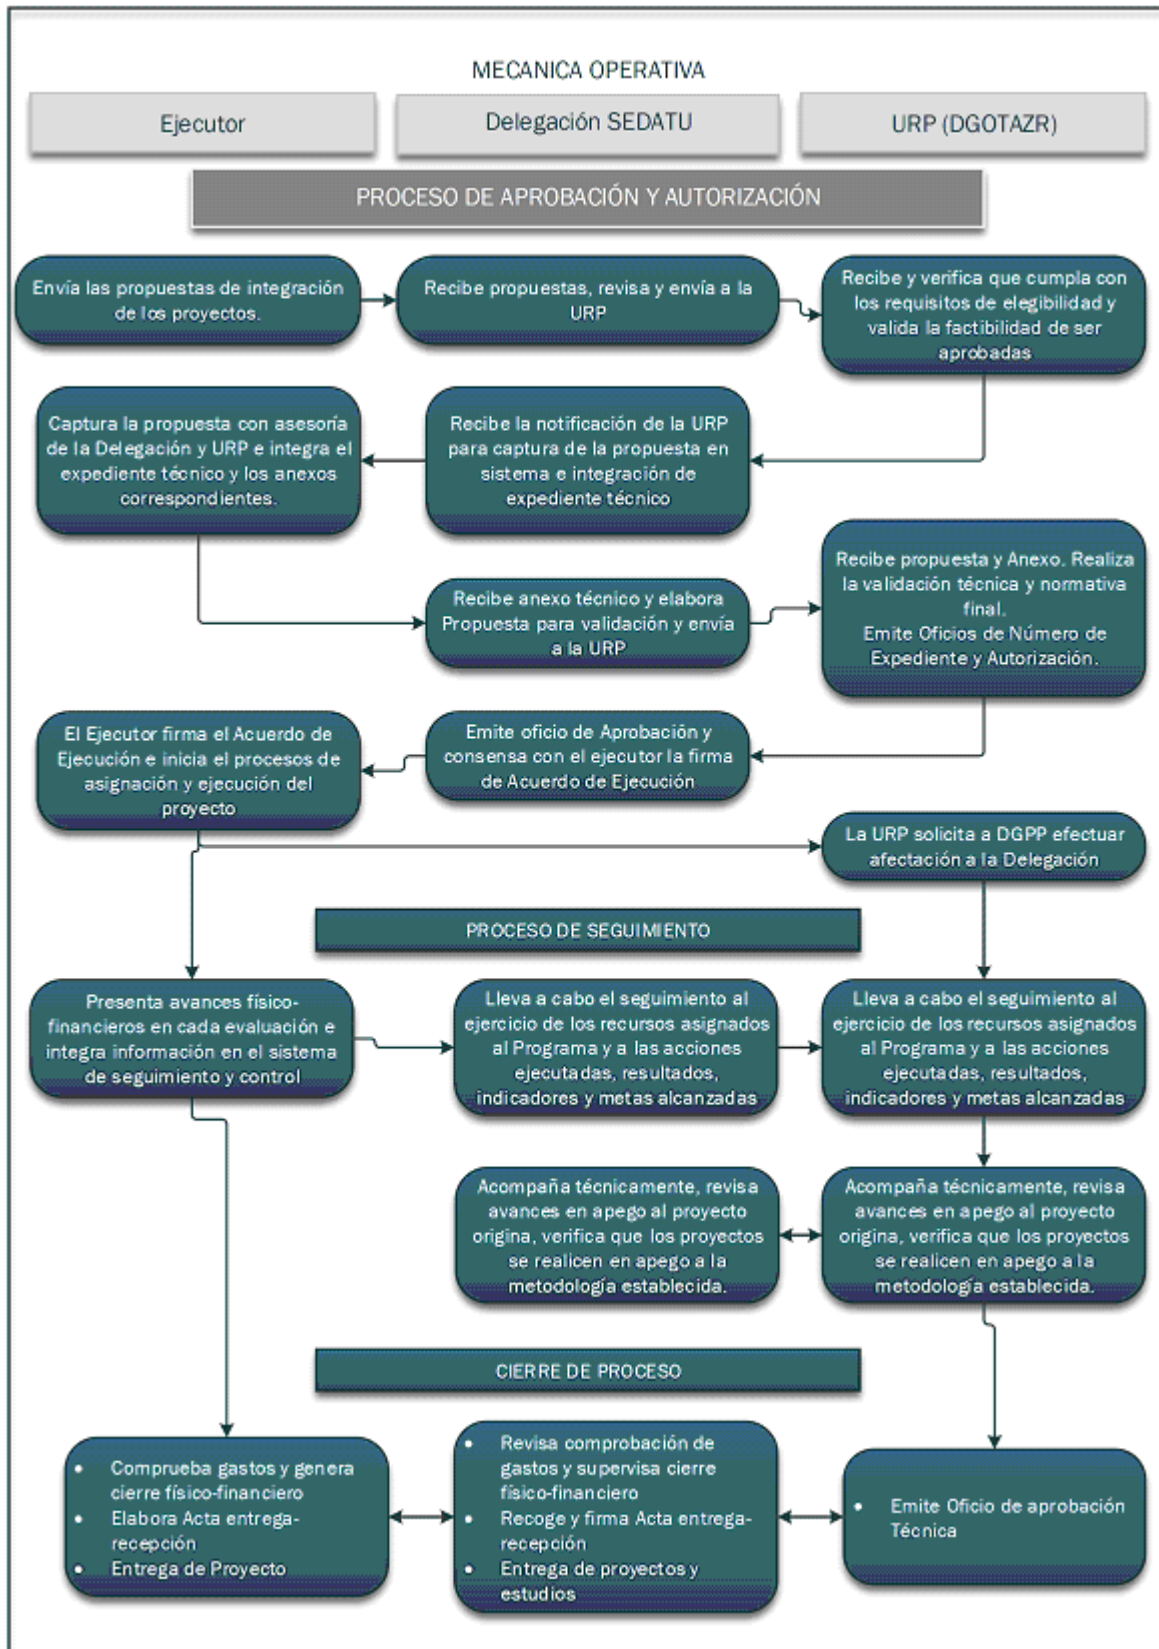 MECANICA OPERATIVA
Ejecutor
Delegación SEDATU
URP (DGOTAZR)
PROCESO DE APROBACIÓN Y AUTORIZACIÓN
Envía las propuestas de integración
de los proyectos.
Recibe propuestas, revisa y envía a la
URP
Recibe y verifica que cumpla con
los requisitos de elegibilidad y
valida la factibilidad de ser
aprobadas
Captura la propuesta con asesoría
de la Delegación y URP e integra el
expediente técnico y los anexos
correspondientes.
Recibe la notificación de la URP
para captura de la propuesta en
sistema e integración de
expediente técnico
Recibe anexo técnico y elabora
Propuesta para validación y envía
a la URP
Recibe propuesta y Anexo. Realiza
la validación técnica y normativa
final.
Emite Oficios de Número de
Expediente y Autorización.
El Ejecutor firma el Acuerdo de
Ejecución e inicia el procesos de
asignación y ejecución del
proyecto
Emite oficio de Aprobación y
consensa con el ejecutor la firma
de Acuerdo de Ejecución
La URP solicita a DGPP efectuar
afectación a la Delegación
PROCESO DE SEGUIMIENTO
Presenta avances físico-
financieros en cada evaluación e
integra información en el sistema
de seguimiento y control
Lleva a cabo el seguimiento al
ejercicio de los recursos asignados
al Programa y a las acciones
ejecutadas, resultados,
indicadores y metas alcanzadas
Lleva a cabo el seguimiento al
ejercicio de los recursos asignados
al Programa y a las acciones
ejecutadas, resultados,
indicadores y metas alcanzadas
Acompaña técnicamente, revisa
avances en apego al proyecto
origina, verifica que los proyectos
se realicen en apego a la
metodología establecida.
Acompaña técnicamente, revisa
avances en apego al proyecto
origina, verifica que los proyectos
se realicen en apego a la
metodología establecida.
CIERRE DE PROCESO
• Comprueba gastos y genera
cierre físico-financiero
• Elabora Acta entrega-
recepción
• Entrega de Proyecto
• Revisa comprobación de
gastos y supervisa cierre
físico-financiero
• Recoge y firma Acta entrega-
recepción
• Entrega de proyectos y
estudios
• Emite Oficio de aprobación
Técnica